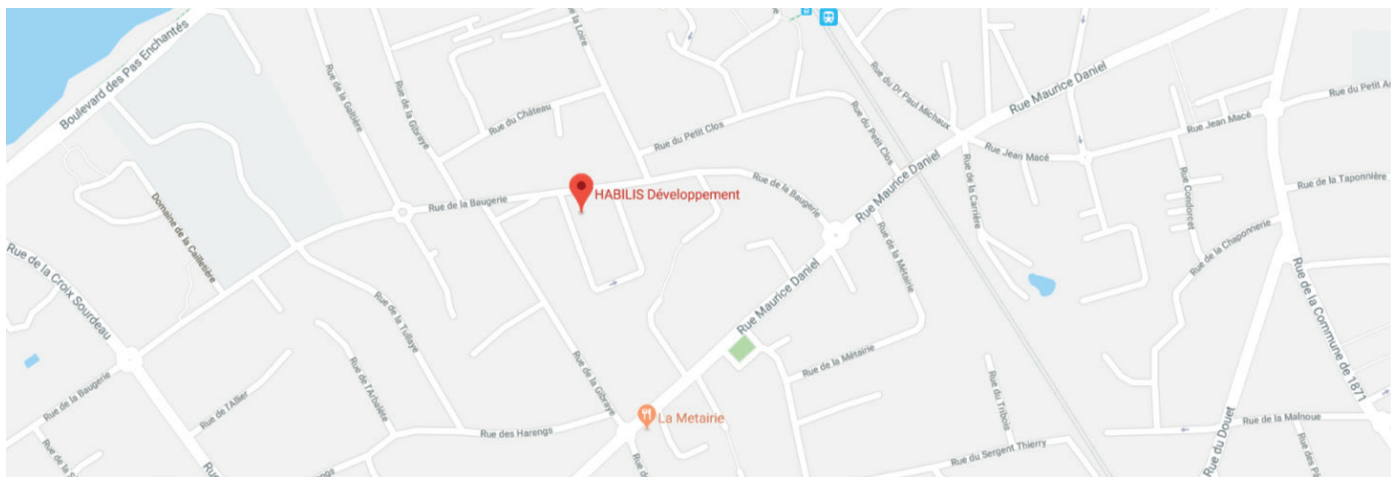 Boulevard des Pas Enchantés
Rue de la Galtière
Rue de la Gibraye
de la Loire
Rue du Château
Rue du Petit Clos
Rue du Petit Clos
Rue du Dr Paul Michaux
Rue Maurice Daniel
Rue Jean Macé
Rue Jean Macé
Rue du Petit
Rue de la Carrière
Rue Condorcet
Rue de la Taponnière
Rue de la Chaponnerie
Rue de la Baugerie
HABILIS Développement
Rue de la Baugerie
Rue Maurice Daniel
Domaine de la Cailletière
Rue de la Croix Sourdeau
Rue de la Tullaye
Rue Maurice Daniel
Rue de la Métairie
Rue de la Métairie
Rue de la Commune de 1871
Rue de la Baugerie
Rue de l'Allier
Rue de l'Arbalète
Rue de la Gibraye
Rue des Harengs
La Metairie
Rue du Tribois
Rue du Sergent Thierry
Rue du Douet
Rue de la Malnoue